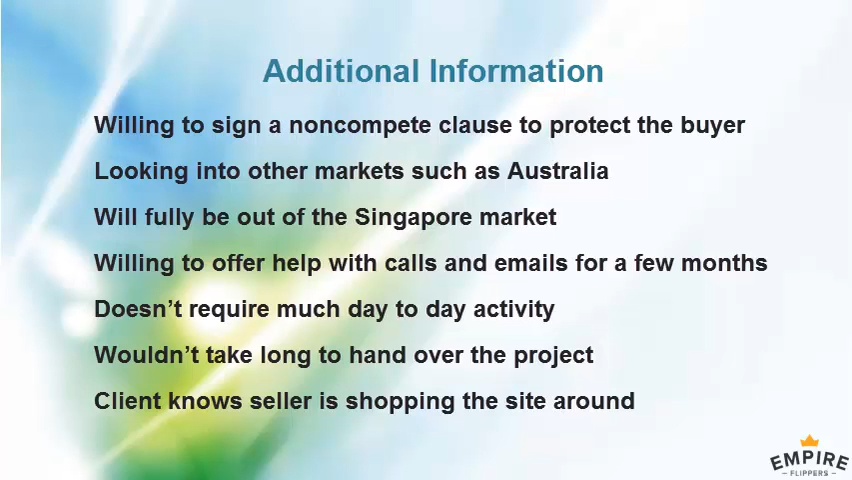 Additional Information
Willing to sign a noncompete clause to protect the buyer
Looking into other markets such as Australia
Will fully be out of the Singapore market
Willing to offer help with calls and emails for a few months
Doesn’t require much day to day activity
Wouldn’t take long to hand over the project
Client knows seller is shopping the site around
EMPIRE
FLIPPERS